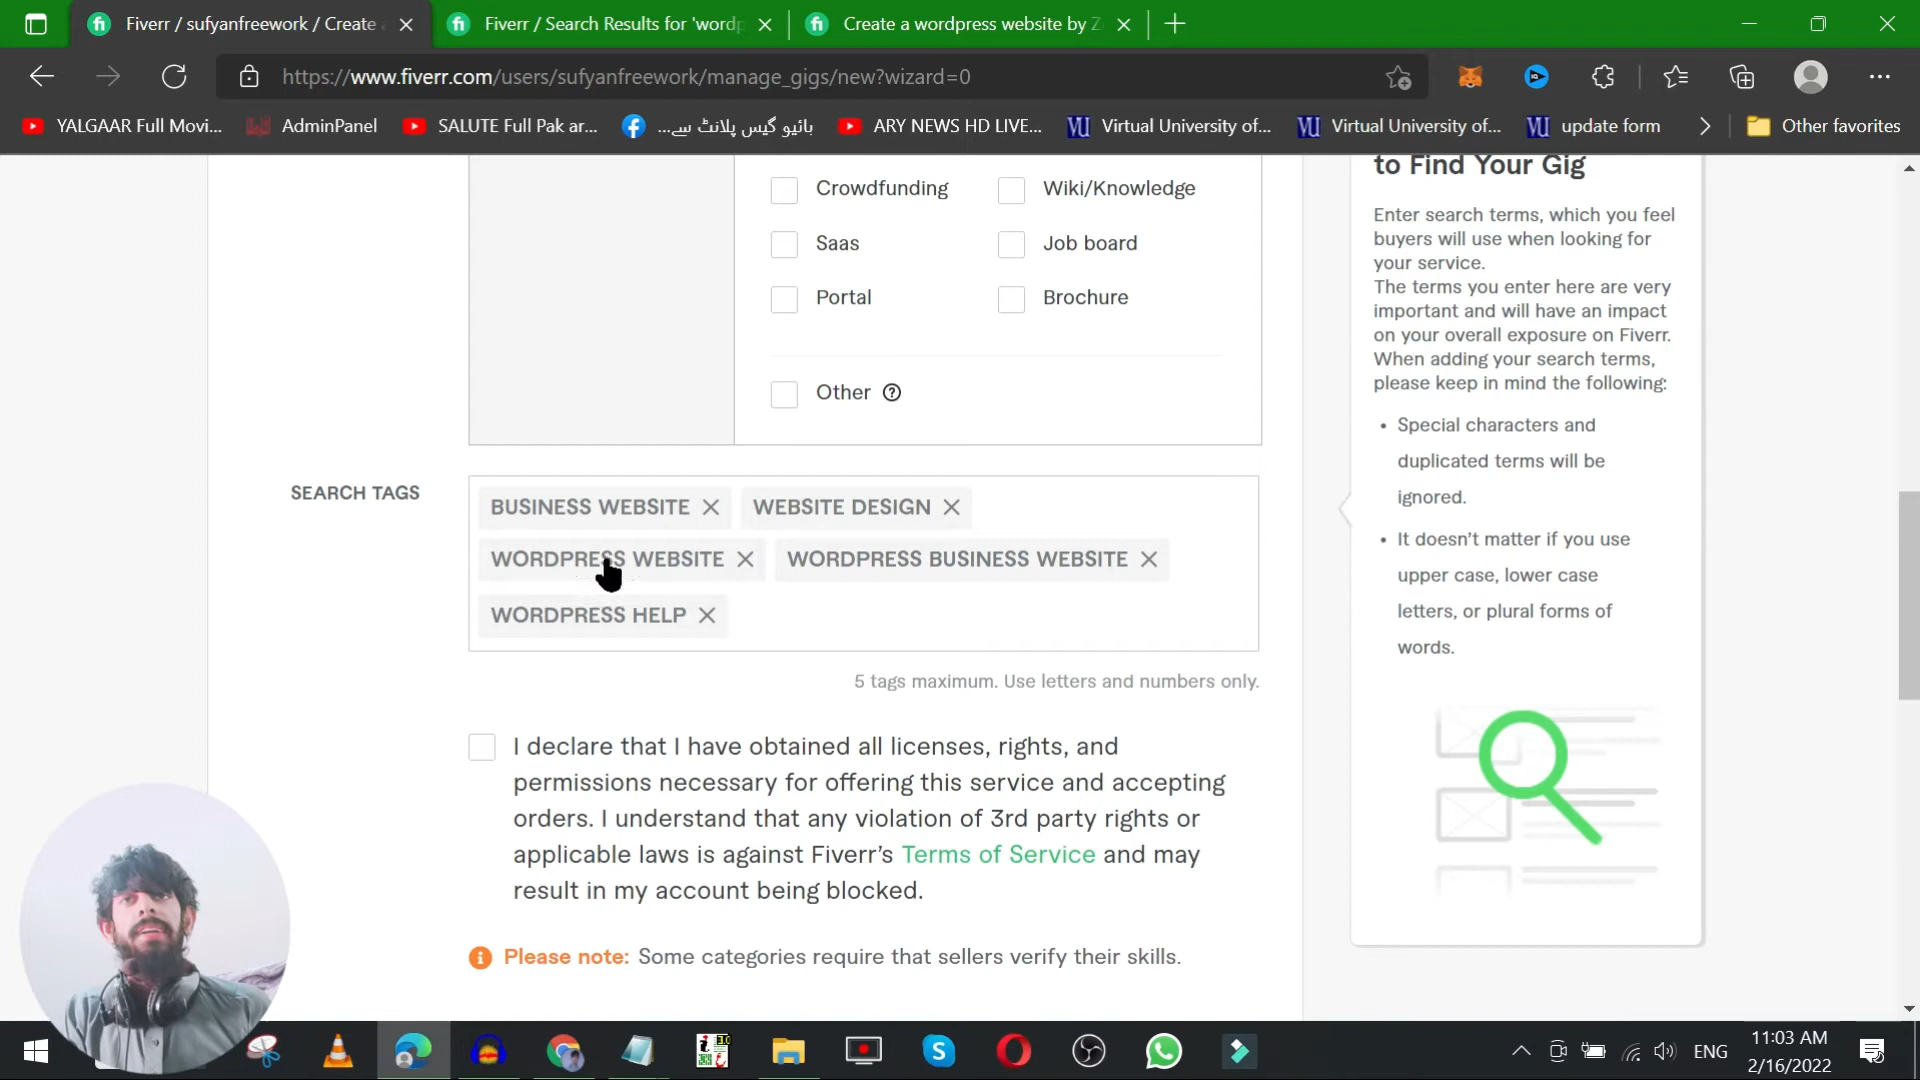 Fiverr / sufyanfreework / Create
Fiverr / Search Results for 'wordp
Create a wordpress website by Z
https://www.fiverr.com/users/sufyanfreework/manage_gigs/new?wizard=0
YALGAAR Full Movi...
AdminPanel
SALUTE Full Pak ar...
بائیو گیس پلانٹ سے...
ARY NEWS HD LIVE...
Virtual University of...
Virtual University of...
update form
Other favorites
Crowdfunding
Wiki/Knowledge
Saas
Job board
Portal
Brochure
Other
SEARCH TAGS
BUSINESS WEBSITE
WEBSITE DESIGN
WORDPRESS WEBSITE
WORDPRESS BUSINESS WEBSITE
WORDPRESS HELP
5 tags maximum. Use letters and numbers only.
I declare that I have obtained all licenses, rights, and
permissions necessary for offering this service and accepting
orders. I understand that any violation of 3rd party rights or
applicable laws is against Fiverr's Terms of Service and may
result in my account being blocked.
Please note: Some categories require that sellers verify their skills.
to Find Your Gig
Enter search terms, which you feel
buyers will use when looking for
your service.
The terms you enter here are very
important and will have an impact
on your overall exposure on Fiverr.
When adding your search terms,
please keep in mind the following:
• Special characters and
duplicated terms will be
ignored.
• It doesn't matter if you use
upper case, lower case
letters, or plural forms of
words.
ENG
11:03 AM
2/16/2022